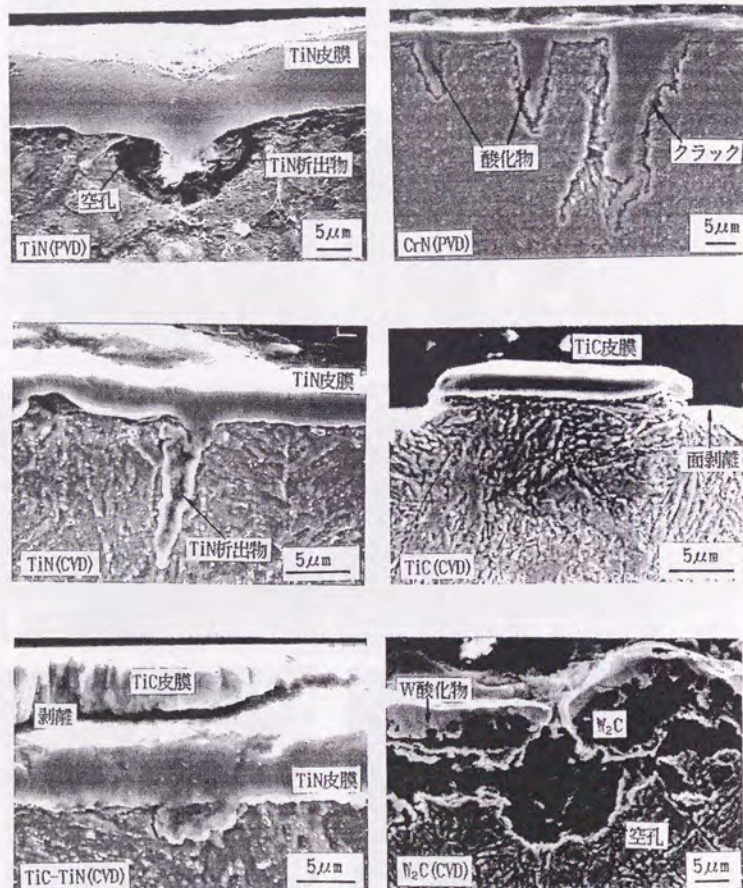 TiN皮膜
空孔
TiN析出物
TiN(PVD)
5μm
酸化物
クラック
CrN(PVD)
5μm
TiN皮膜
TiN析出物
TiN(CVD)
5μm
TiC皮膜
面剥離
TiC(CVD)
5μm
TiC皮膜
剥離
TiN皮膜
TiC-TiN(CVD)
5μm
W酸化物
W₂C
空孔
W₂C(CVD)
5μm